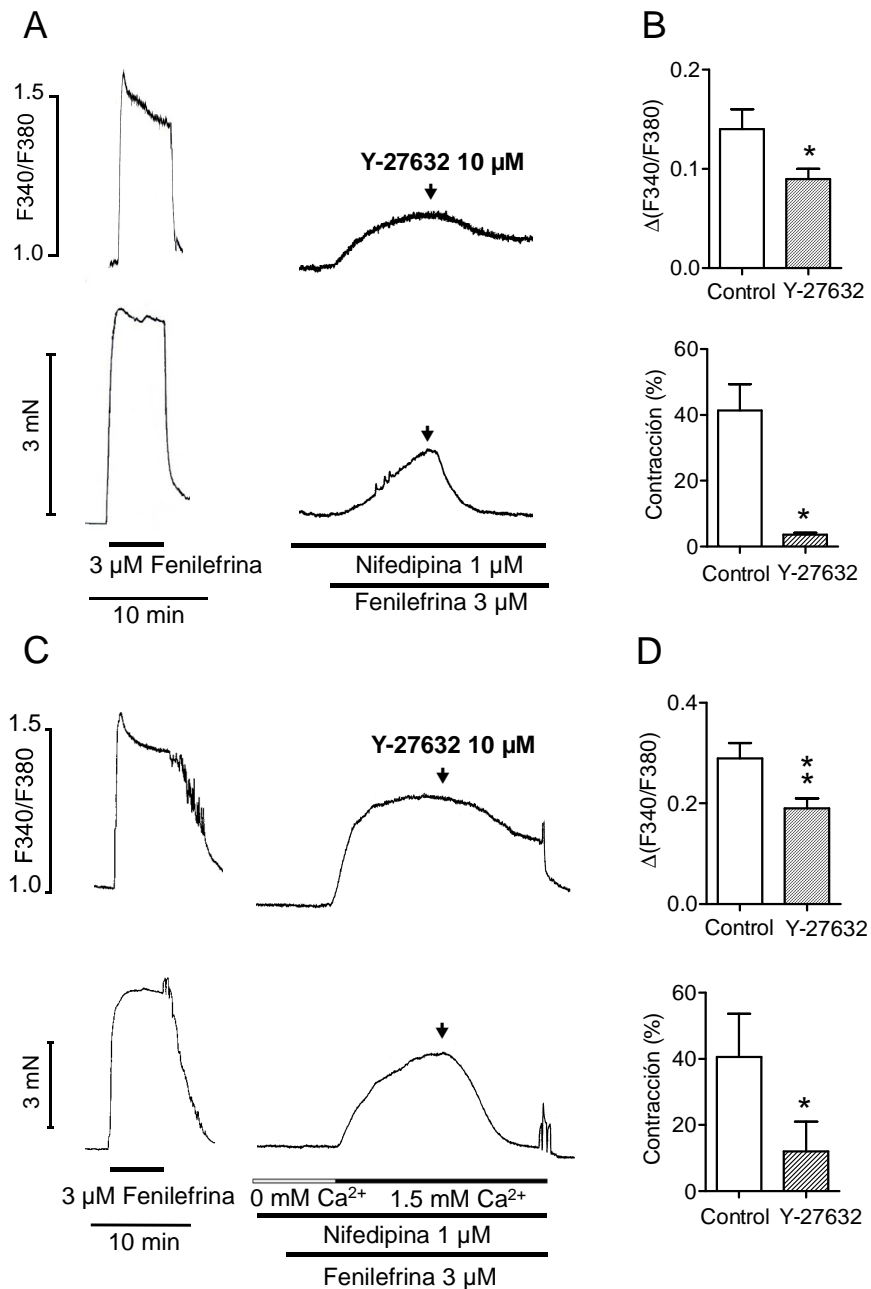 A
B
1.5
1.0
F340/F380
Y-27632 10 µM
0.2
0.1
0.0
Δ(F340/F380)
*
Control Y-27632
3 mN
60
40
20
0
Contracción (%)
*
Control Y-27632
3 µM Fenilefrina
10 min
Nifedipina 1 µM
Fenilefrina 3 µM
C
D
1.5
1.0
F340/F380
Y-27632 10 µM
0.4
0.2
0.0
Δ(F340/F380)
*
*
Control Y-27632
3 mN
60
40
20
0
Contracción (%)
*
Control Y-27632
3 µM Fenilefrina
10 min
0 mM Ca²⁺ 1.5 mM Ca²⁺
Nifedipina 1 µM
Fenilefrina 3 µM